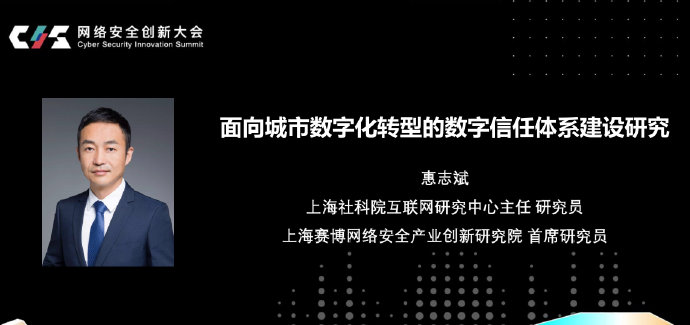 CIS
网络安全创新大会
Cyber Security Innovation Summit
面向城市数字化转型的数字信任体系建设研究
惠志斌
上海社科院互联网研究中心主任 研究员
上海赛博网络安全产业创新研究院 首席研究员